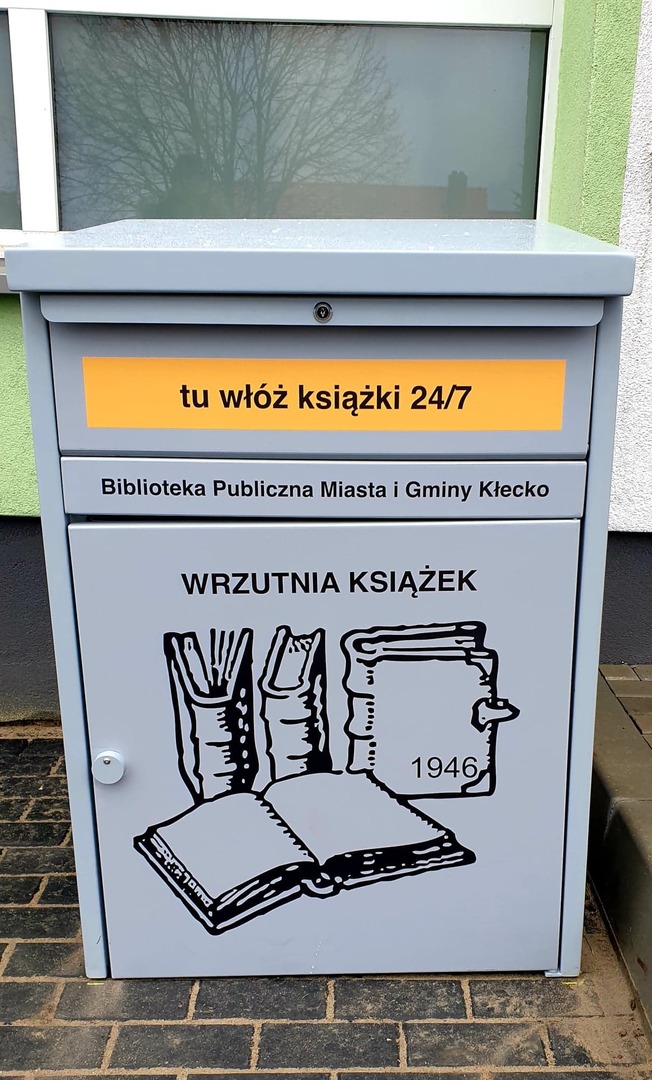 tu włóż książki 24/7
Biblioteka Publiczna Miasta i Gminy Kłecko
WRZUTNIA KSIĄŻEK
1946